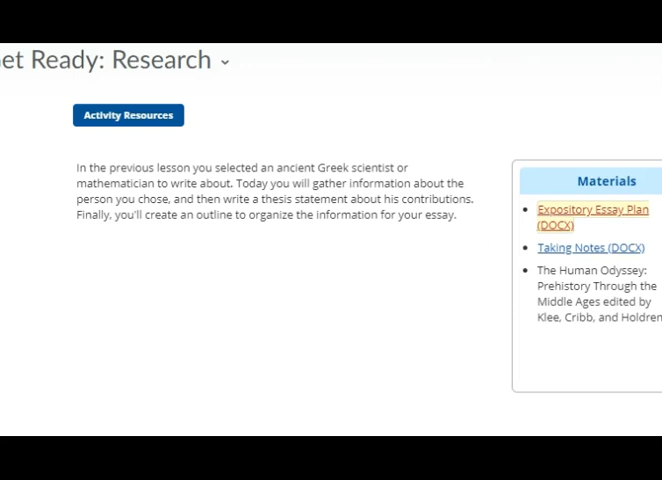 et Ready: Research
Activity Resources
In the previous lesson you selected an ancient Greek scientist or
mathematician to write about. Today you will gather information about the
person you chose, and then write a thesis statement about his contributions.
Finally, you'll create an outline to organize the information for your essay.
Materials
Expository Essay Plan
(DOCX)
Taking Notes (DOCX)
The Human Odyssey:
Prehistory Through the
Middle Ages edited by
Klee, Cribb, and Holdren